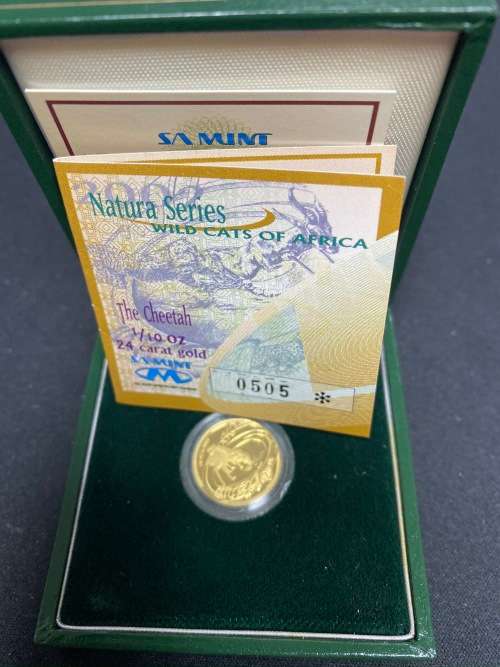 SA MINT
Natura Series
WILD CATS OF AFRICA
The Cheetah
1/10 OZ
24 carat gold
SA MINT
0505 *